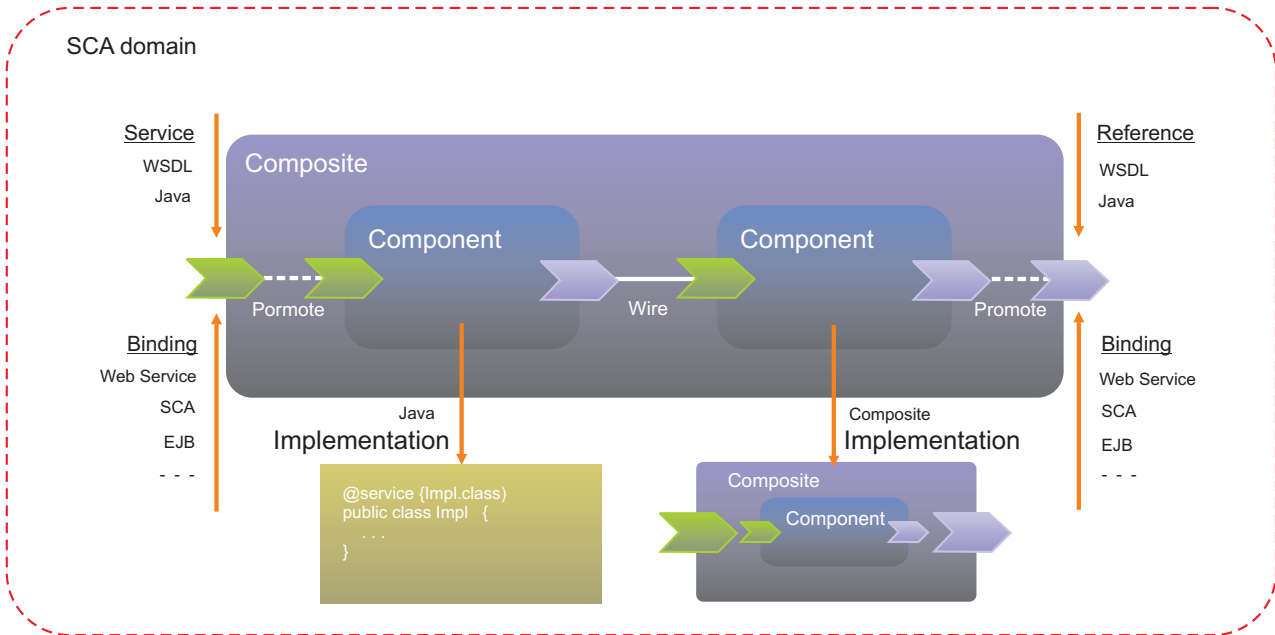 SCA domain
Service
WSDL
Java
Reference
WSDL
Java
Composite
Component
Component
Pormote
Wire
Promote
Binding
Web Service
SCA
EJB
- - -
Binding
Web Service
SCA
EJB
- - -
Java
Implementation
Composite
Implementation
@service {Impl.class)
public class Impl {
. . .
}
Composite
Component